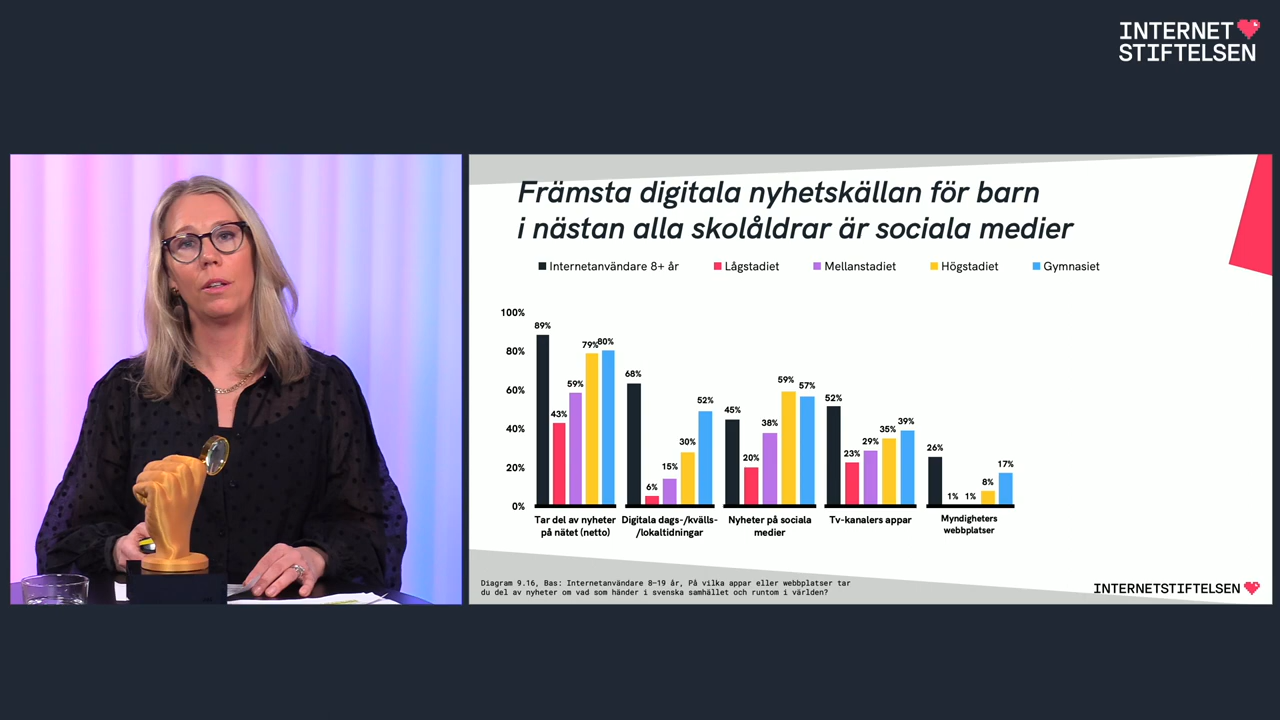 INTERNET
STIFTELSEN
Främsta digitala nyhetskällan för barn
i nästan alla skolåldrar är sociala medier
Internetanvändare 8+ år Lågstadiet Mellanstadiet Högstadiet Gymnasiet
100%
80%
60%
40%
20%
0%
89% 43% 59% 79% 80%
68% 6% 15% 30% 52%
45% 20% 38% 59% 57%
52% 23% 29% 35% 39%
26% 1% 1% 8% 17%
Tar del av nyheter
på nätet (netto)
Digitala dags-/kvälls-
/lokaltidningar
Nyheter på sociala
medier
Tv-kanalers appar
Myndigheters
webbplatser
Diagram 9.16, Bas: Internetanvändare 8–19 år, På vilka appar eller webbplatser tar
du del av nyheter om vad som händer i svenska samhället och runtom i världen?
INTERNETSTIFTELSEN